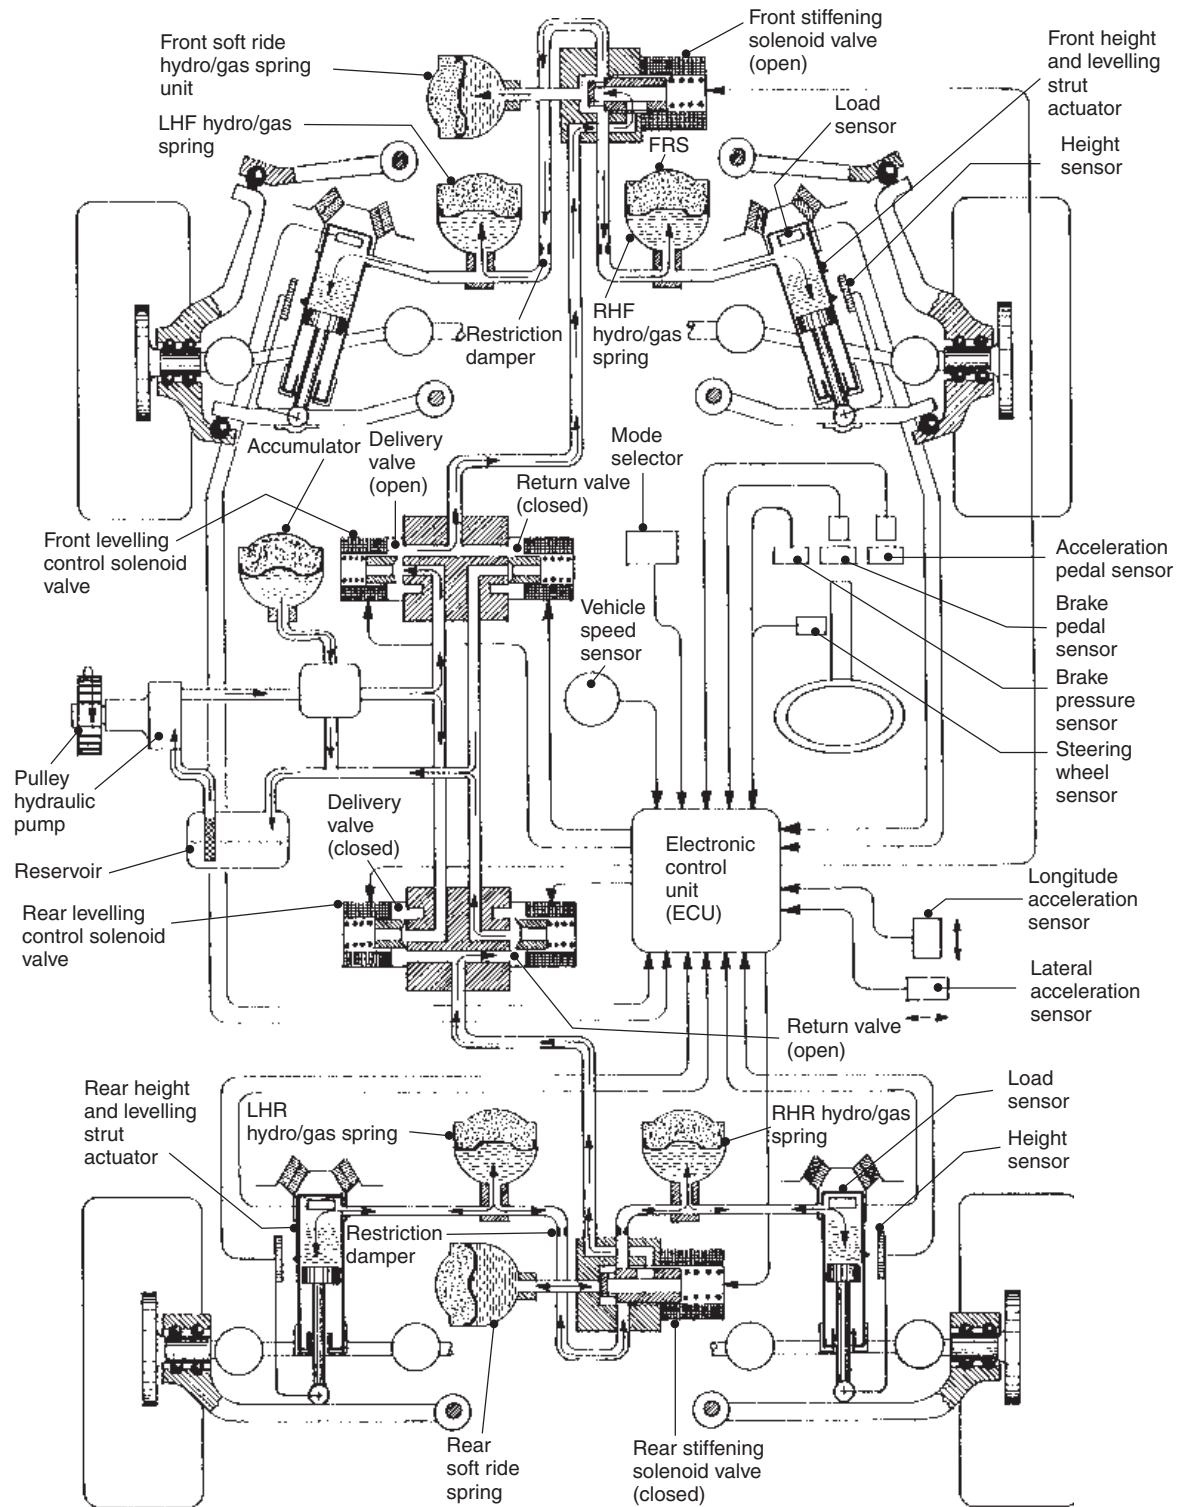 Front soft ride
hydro/gas spring
unit
LHF hydro/gas
spring
Front stiffening
solenoid valve
(open)
Front height
and levelling
strut
actuator
Load
sensor
Height
sensor
FRS
Restriction
damper
RHF
hydro/gas
spring
Accumulator
Delivery
valve
(open)
Return valve
(closed)
Mode
selector
Front levelling
control solenoid
valve
Vehicle
speed
sensor
Acceleration
pedal sensor
Brake
pedal
sensor
Brake
pressure
sensor
Steering
wheel
sensor
Pulley
hydraulic
pump
Reservoir
Delivery
valve
(closed)
Electronic
control
unit
(ECU)
Rear levelling
control solenoid
valve
Longitude
acceleration
sensor
Lateral
acceleration
sensor
Return valve
(open)
Rear height
and levelling
strut
actuator
LHR
hydro/gas spring
RHR hydro/gas
spring
Load
sensor
Height
sensor
Restriction
damper
Rear
soft ride
spring
Rear stiffening
solenoid valve
(closed)